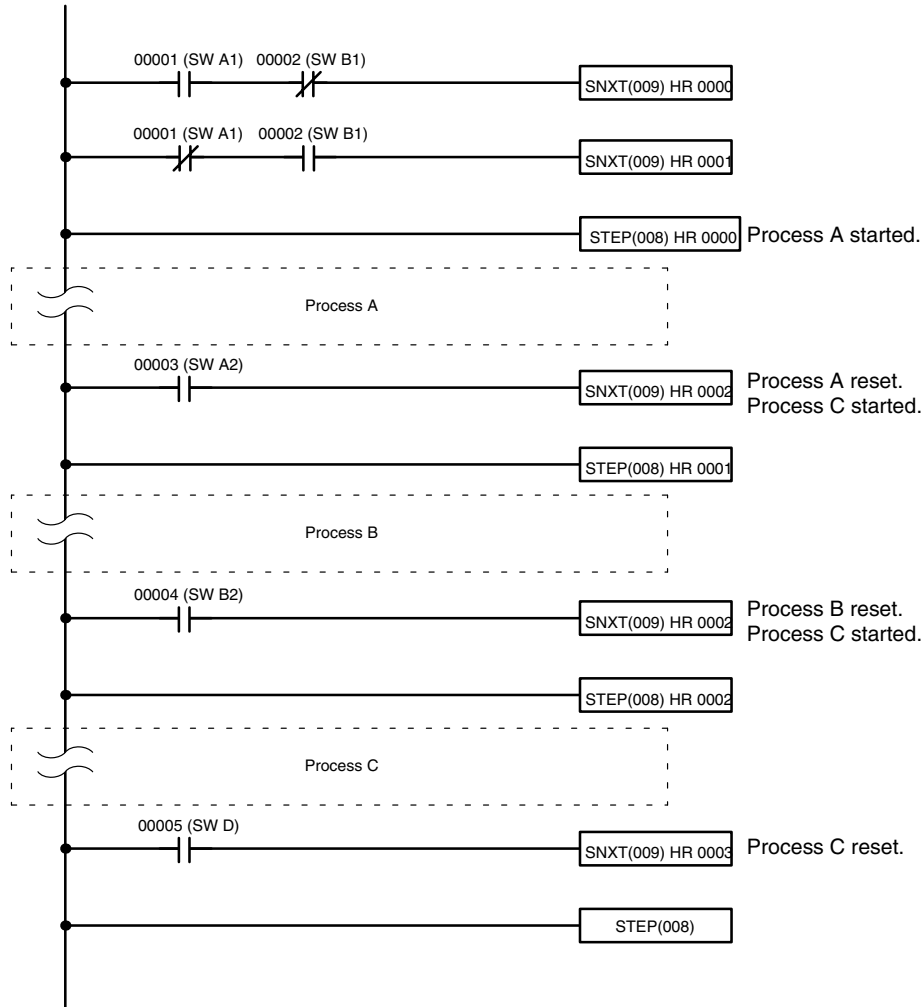 00001 (SW A1) 00002 (SW B1)
SNXT(009) HR 0000
00001 (SW A1) 00002 (SW B1)
SNXT(009) HR 0001
STEP(008) HR 0000 Process A started.
Process A
00003 (SW A2)
SNXT(009) HR 0002 Process A reset.
Process C started.
STEP(008) HR 0001
Process B
00004 (SW B2)
SNXT(009) HR 0002 Process B reset.
Process C started.
STEP(008) HR 0002
Process C
00005 (SW D)
SNXT(009) HR 0003 Process C reset.
STEP(008)